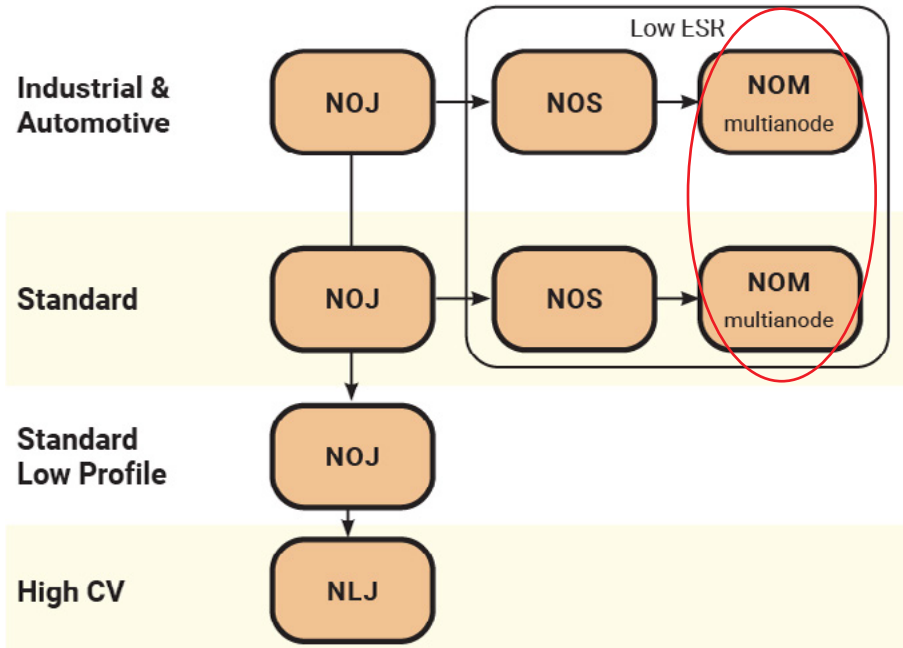 Low ESR
Industrial &
Automotive
NOJ
NOS
NOM
multianode
Standard
NOJ
NOS
NOM
multianode
Standard
Low Profile
NOJ
High CV
NLJ